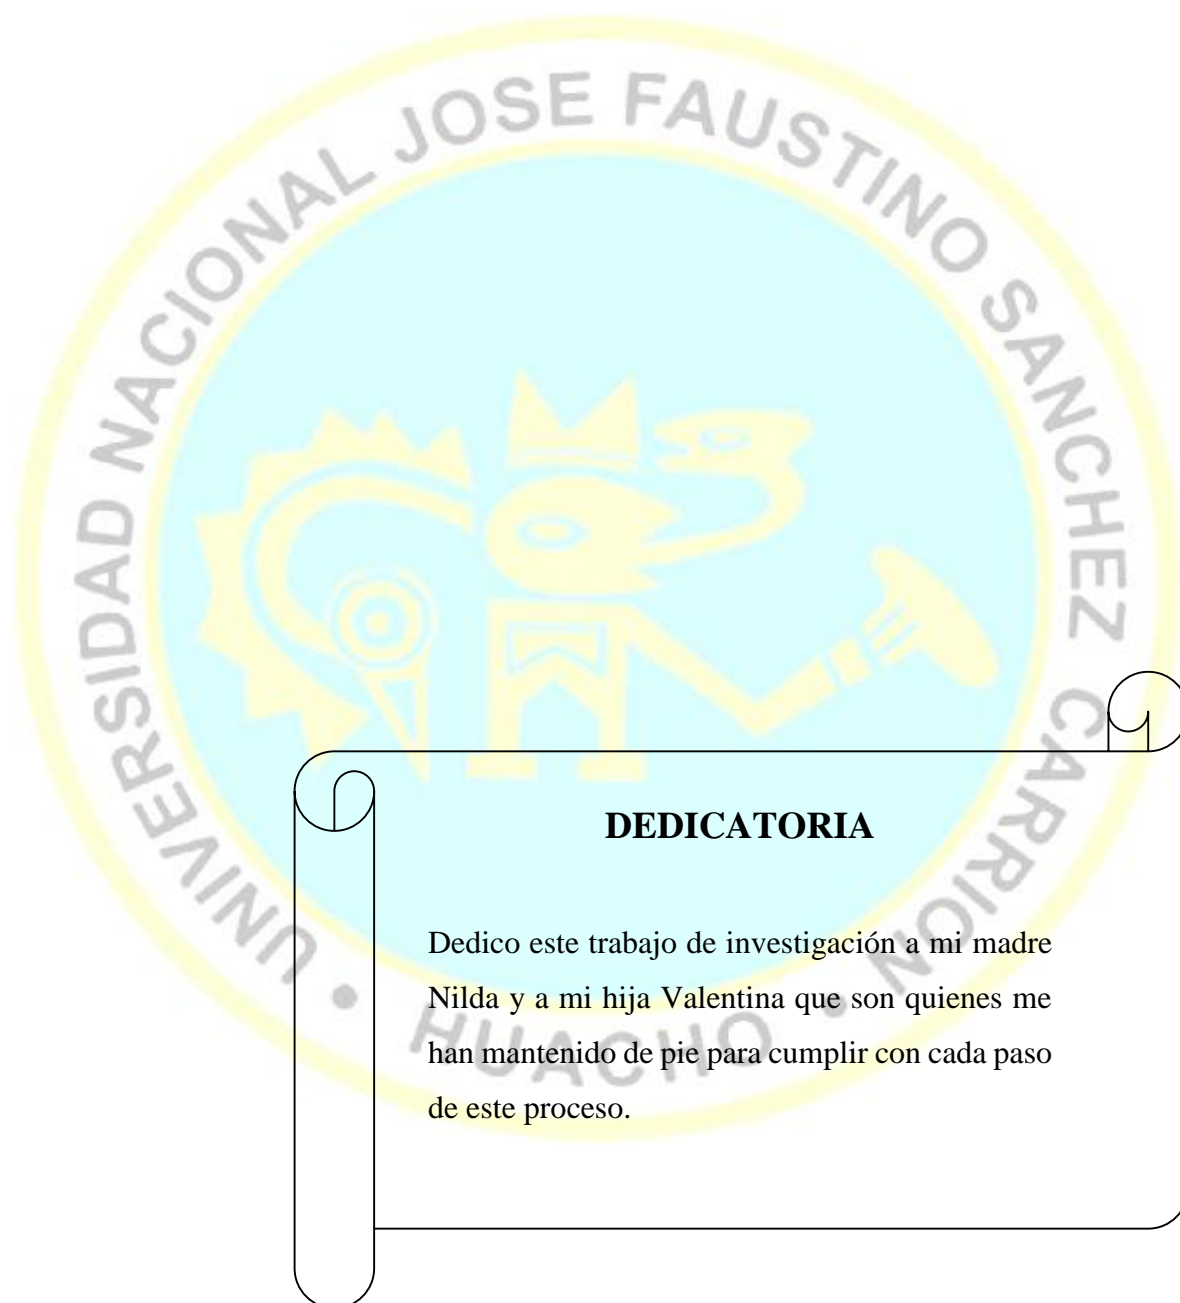 UNIVERSIDAD NACIONAL JOSE FAUSTINO SANCHEZ CARRION
• HUACHO •
DEDICATORIA
Dedico este trabajo de investigación a mi madre
Nilda y a mi hija Valentina que son quienes me
han mantenido de pie para cumplir con cada paso
de este proceso.